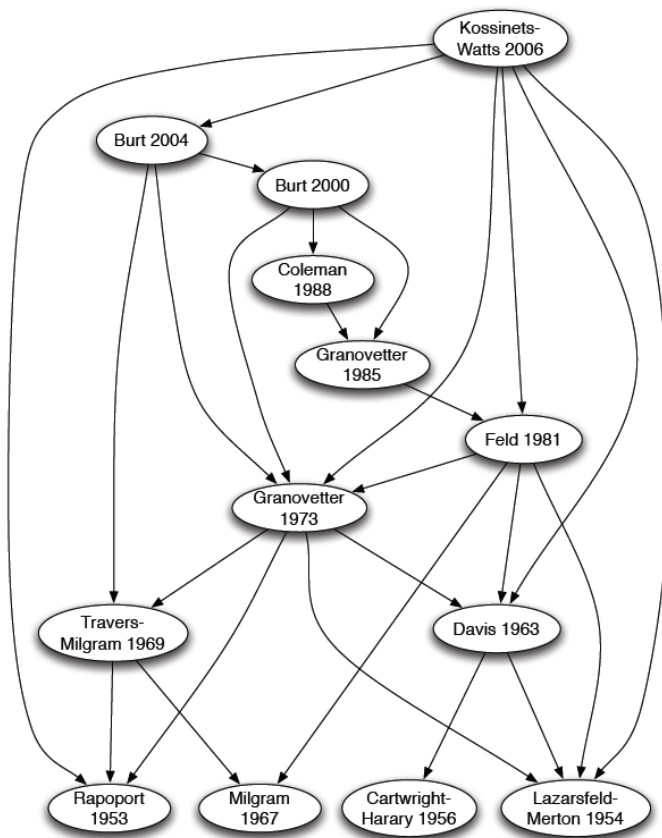 Kossinets-
Watts 2006
Burt 2004
Burt 2000
Coleman
1988
Granovetter
1985
Feld 1981
Granovetter
1973
Travers-
Milgram 1969
Davis 1963
Rapoport
1953
Milgram
1967
Cartwright-
Harary 1956
Lazarsfeld-
Merton 1954